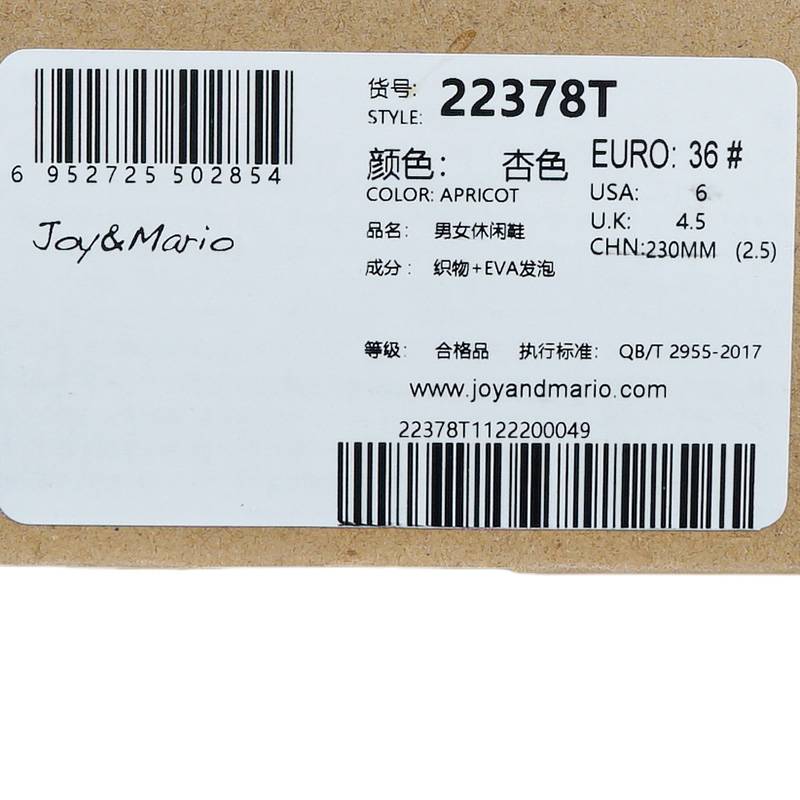 6 952725 502854
Joy&Mario
货号: 22378T
STYLE:
颜色: 杏色
COLOR: APRICOT
EURO: 36 #
USA: 6
U.K: 4.5
CHN:230MM (2.5)
品名: 男女休闲鞋
成分: 织物+EVA发泡
等级: 合格品 执行标准: QB/T 2955-2017
www.joyandmario.com
22378T1122200049